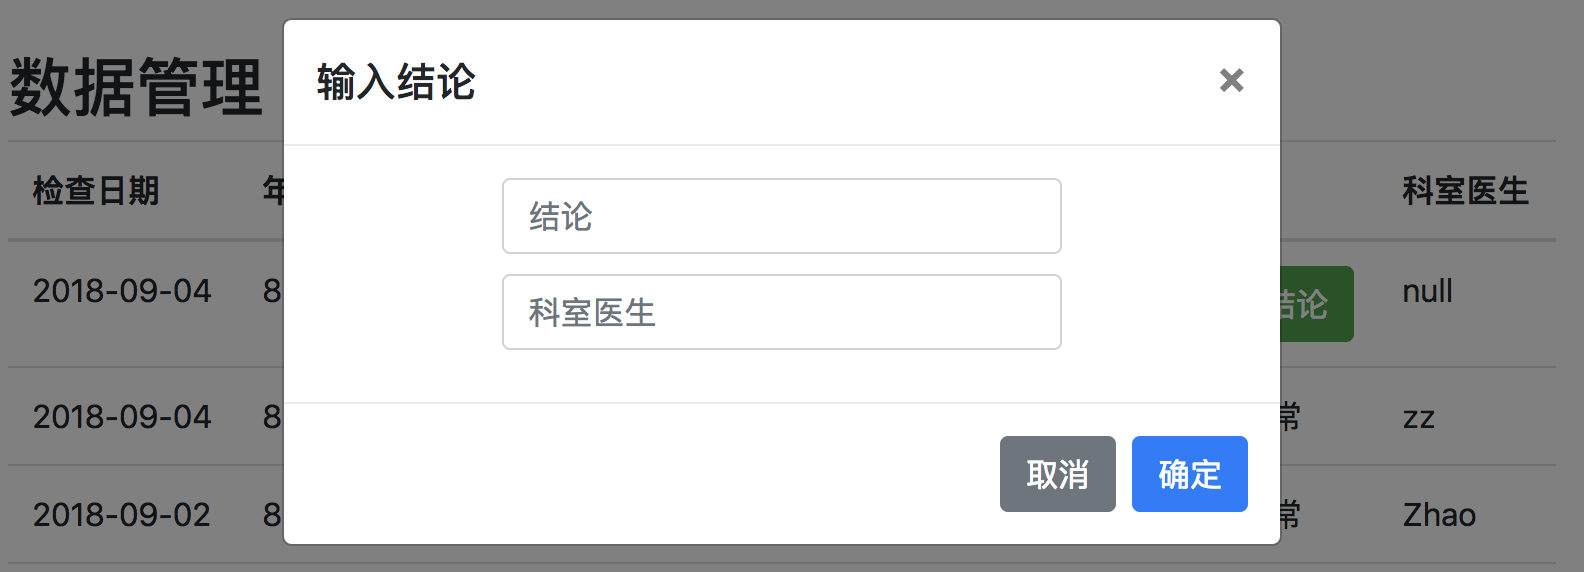 数据管理
输入结论
×
检查日期
科室医生
结论
科室医生
2018-09-04
8
结论
null
2018-09-04
8
常
zz
取消
确定
2018-09-02
8
常
Zhao